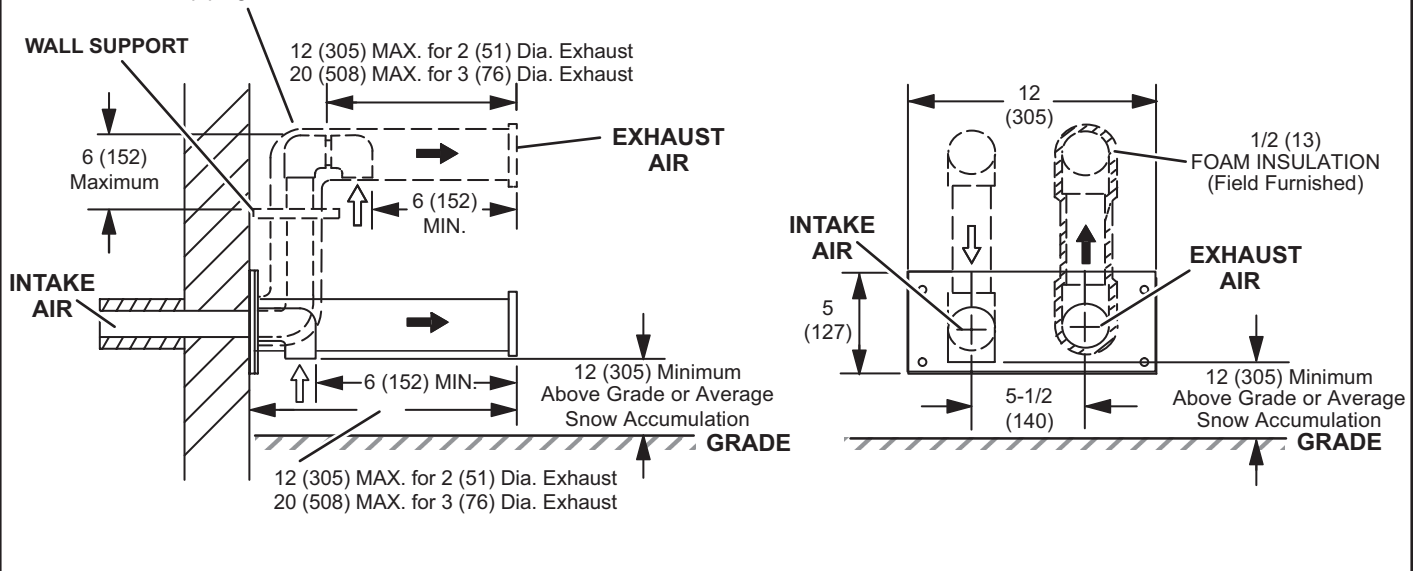 WALL SUPPORT
12 (305) MAX. for 2 (51) Dia. Exhaust
20 (508) MAX. for 3 (76) Dia. Exhaust
6 (152)
Maximum
EXHAUST
AIR
6 (152)
MIN.
INTAKE
AIR
6 (152) MIN.
12 (305) Minimum
Above Grade or Average
Snow Accumulation
GRADE
12 (305) MAX. for 2 (51) Dia. Exhaust
20 (508) MAX. for 3 (76) Dia. Exhaust
12
(305)
1/2 (13)
FOAM INSULATION
(Field Furnished)
INTAKE
AIR
EXHAUST
AIR
5
(127)
5-1/2
(140)
12 (305) Minimum
Above Grade or Average
Snow Accumulation
GRADE